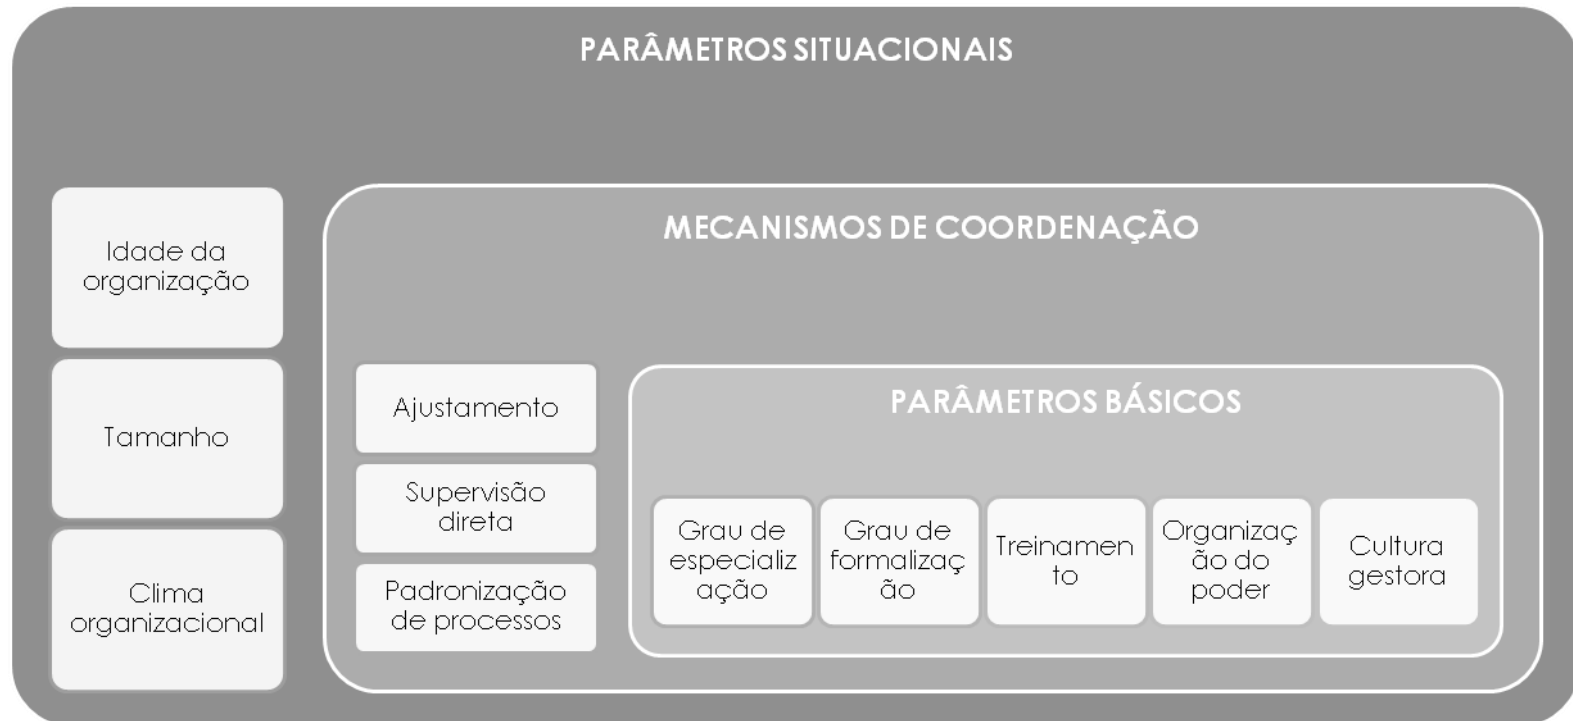 PARÂMETROS SITUACIONAIS
Idade da
organização
Tamanho
Clima
organizacional
MECANISMOS DE COORDENAÇÃO
Ajustamento
Supervisão
direta
Padronização
de processos
PARÂMETROS BÁSICOS
Grau de
especializ
ação
Grau de
formalizaç
ão
Treinamen
to
Organizaç
ão do
poder
Cultura
gestora